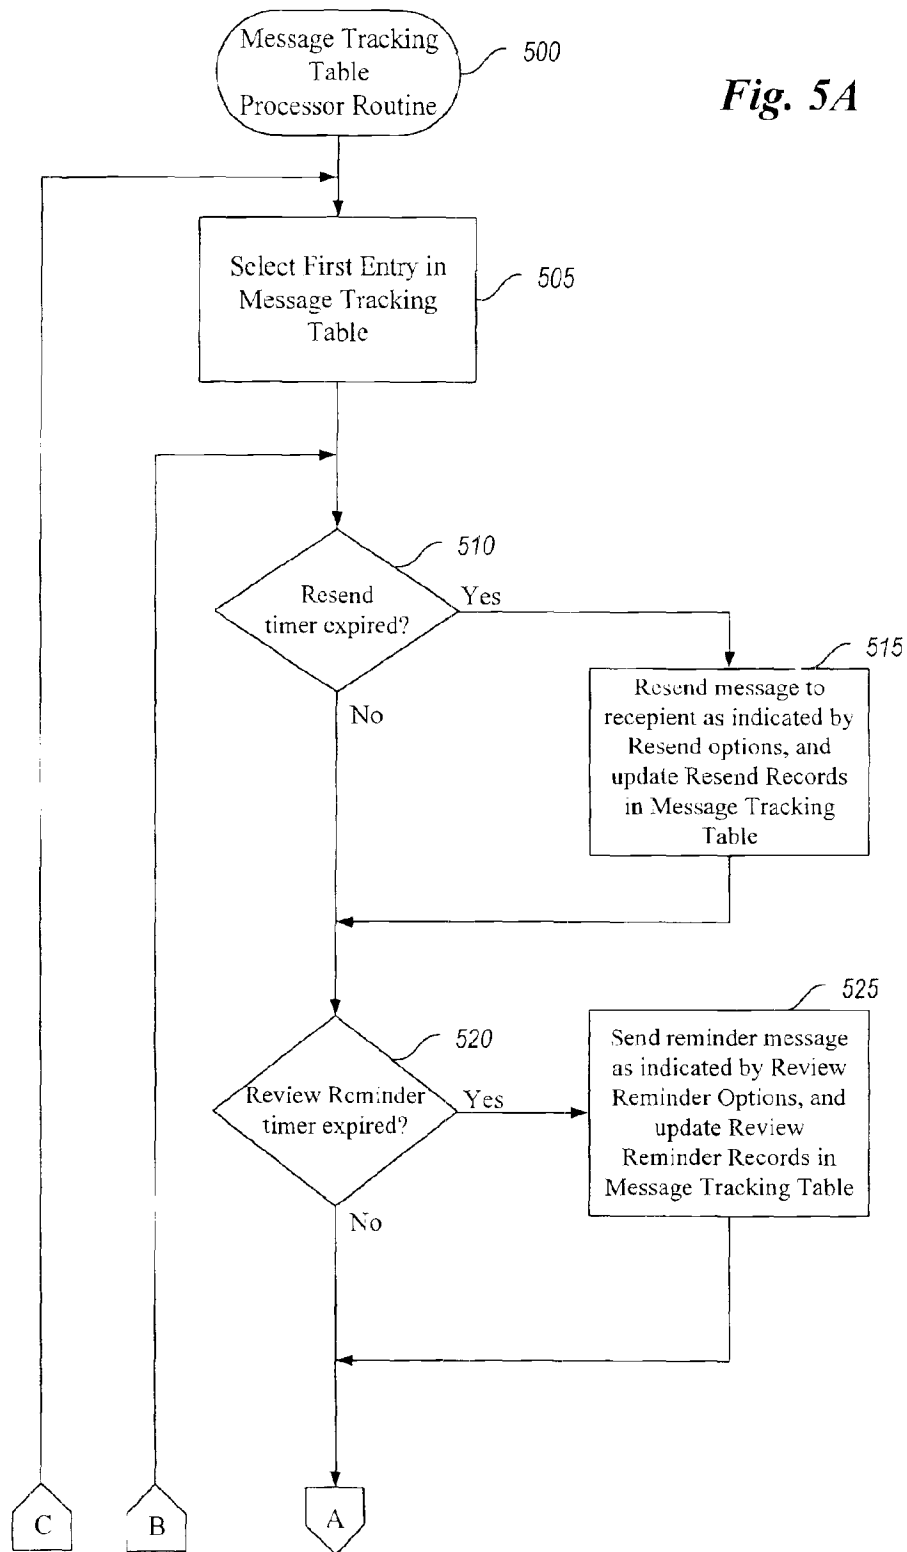 Message Tracking
Table
Processor Routine
500
Fig. 5A
Select First Entry in
Message Tracking
Table
505
510
Resend
timer expired?
Yes
No
515
Resend message to
recepient as indicated by
Resend options, and
update Resend Records
in Message Tracking
Table
520
Review Reminder
timer expired?
Yes
No
525
Send reminder message
as indicated by Review
Reminder Options, and
update Review
Reminder Records in
Message Tracking Table
C
B
A